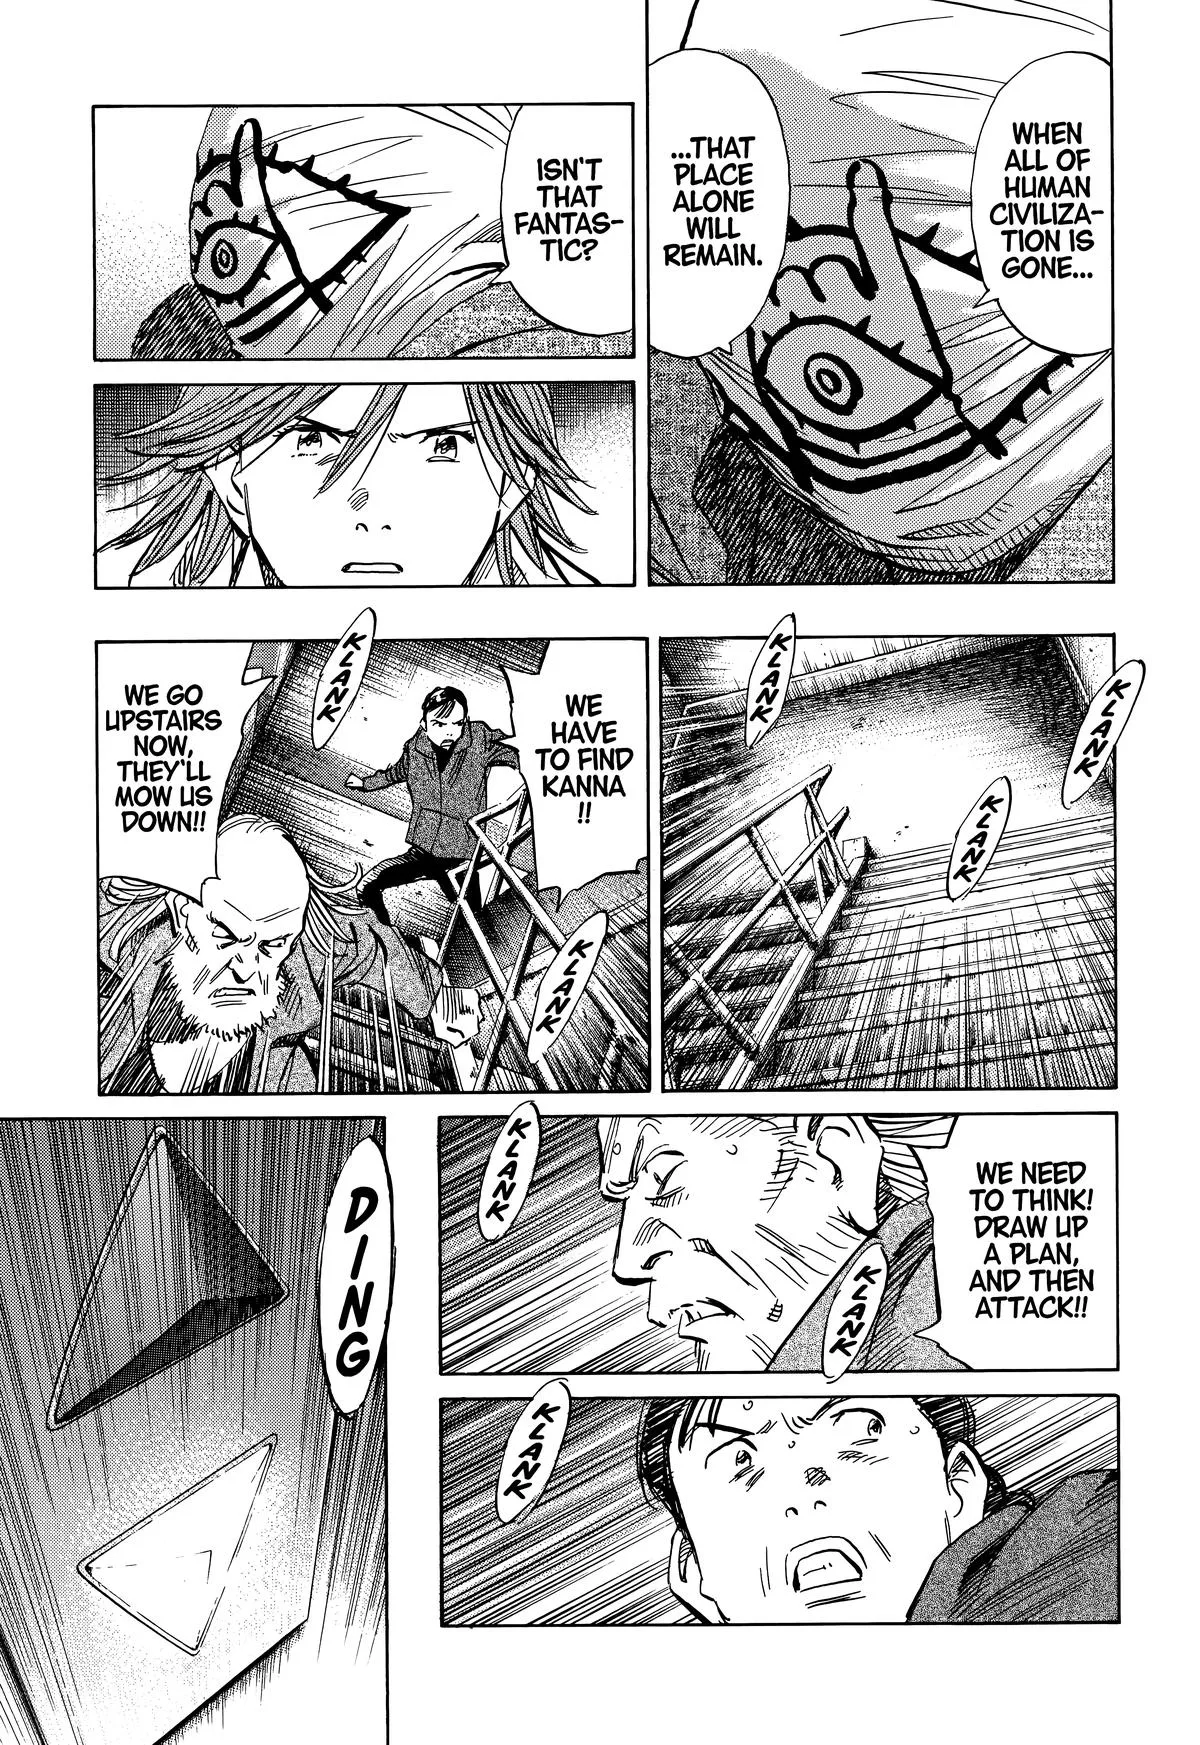 WHEN
ALL OF
HUMAN
CIVILIZA-
TION IS
GONE...
...THAT
PLACE
ALONE
WILL
REMAIN.
ISN'T
THAT
FANTAS-
TIC?
KLANK
KLANK
KLANK
WE
HAVE
TO FIND
KANNA
!!
KLANK
WE GO
UPSTAIRS
NOW,
THEY'LL
MOW US
DOWN!!
KLANK
WE NEED
TO THINK!
DRAW UP
A PLAN,
AND THEN
ATTACK!!
KLANK
KLANK
KLANK
DING